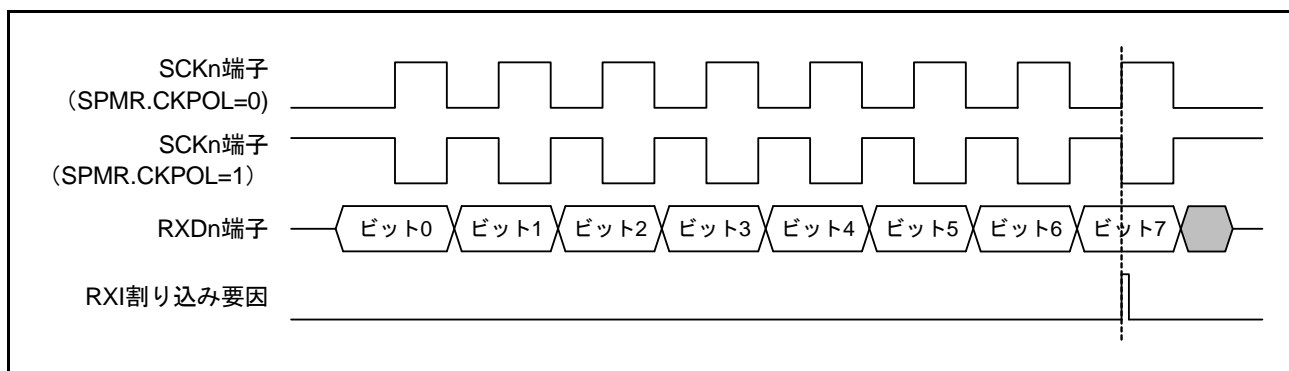 SCKn端子
（SPMR.CKPOL=0)
SCKn端子
（SPMR.CKPOL=1）
RXDn端子
ビット0 ビット1 ビット2 ビット3 ビット4 ビット5 ビット6 ビット7
RXI割り込み要因